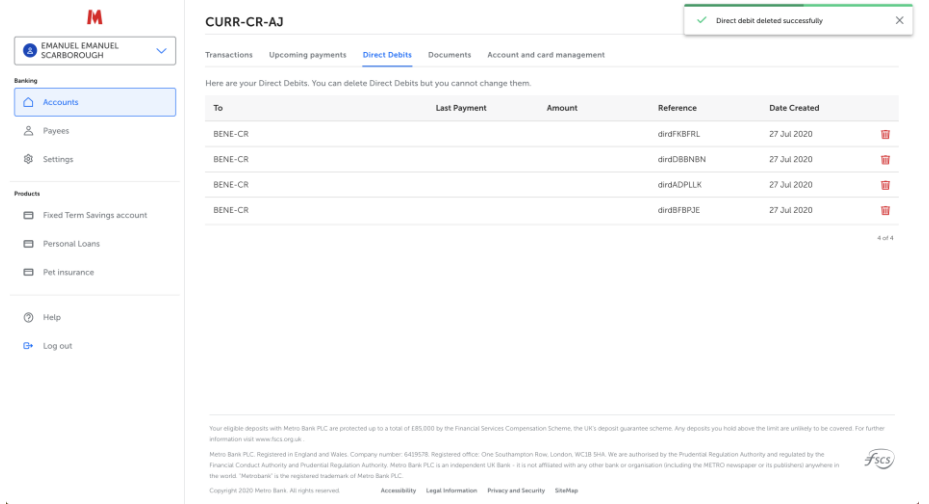 M
EMANUEL EMANUEL
SCARBOROUGH
Banking
Accounts
Payees
Settings
Products
Fixed Term Savings account
Personal Loans
Pet insurance
Help
Log out
CURR-CR-AJ
Direct debit deleted successfully
Transactions Upcoming payments Direct Debits Documents Account and card management
Here are your Direct Debits. You can delete Direct Debits but you cannot change them.
To Last Payment Amount Reference Date Created
BENE-CR dirdFKBFRL 27 Jul 2020
BENE-CR dirdDBBNBN 27 Jul 2020
BENE-CR dirdADPLLK 27 Jul 2020
BENE-CR dirdBFBPJE 27 Jul 2020
4 of 4
Your eligible deposits with Metro Bank PLC are protected up to a total of £85,000 by the Financial Services Compensation Scheme, the UK's deposit guarantee scheme. Any deposits you hold above the limit are unlikely to be covered. For further
information visit www.fscs.org.uk.
Metro Bank PLC. Registered in England and Wales. Company number: 6419578. Registered office: One Southampton Row, London, WC1B 5HA. We are authorised by the Prudential Regulation Authority and regulated by the
Financial Conduct Authority and Prudential Regulation Authority. Metro Bank PLC is an independent UK Bank - it is not affiliated with any other bank or organisation (including the METRO newspaper or its publishers) anywhere in
the world. "Metrobank" is the registered trademark of Metro Bank PLC.
fscs
Copyright 2020 Metro Bank. All rights reserved. Accessibility Legal Information Privacy and Security SiteMap